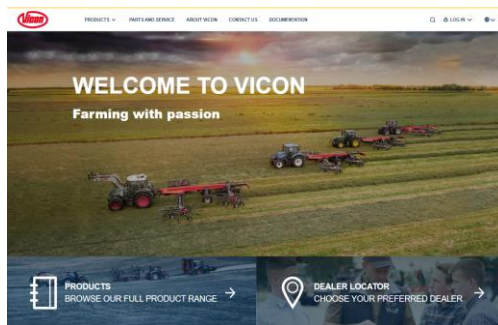 Vicon
PRODUCTS PARTS AND SERVICE ABOUT VICON CONTACT US DOCUMENTATION LOG IN
WELCOME TO VICON
Farming with passion
PRODUCTS
BROWSE OUR FULL PRODUCT RANGE
DEALER LOCATOR
CHOOSE YOUR PREFERRED DEALER